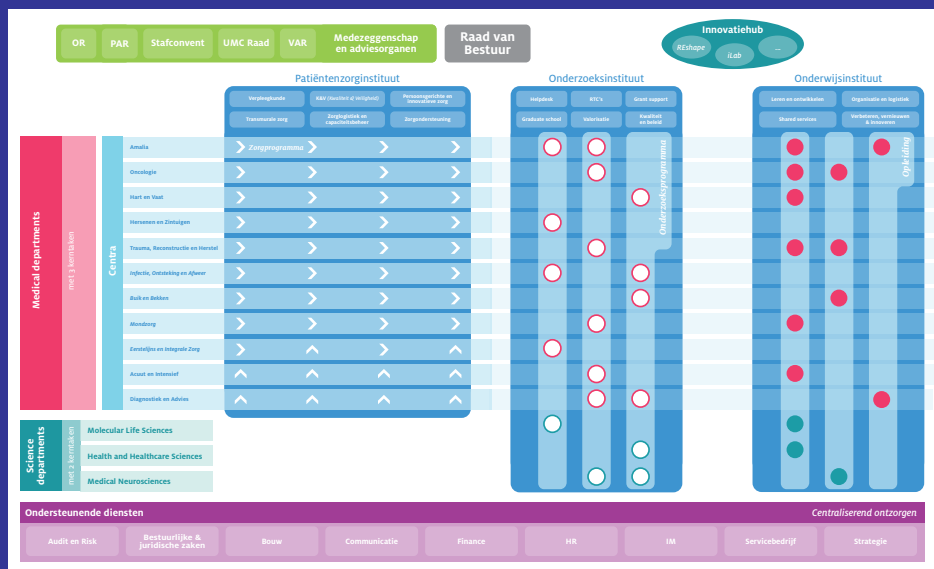 OR
PAR
Stafconvent
UMC Raad
VAR
Medezeggenschap
en adviesorganen
Raad van
Bestuur
Innovatiehub
REshape
iLab
...
Patiëntenzorginstituut
Onderzoeksinstituut
Onderwijsinstituut
Verpleegkunde
K&V (Kwaliteit & Veiligheid)
Persoonsgerichte en
innovatieve zorg
Transmurale zorg
Zorglogistiek en
capaciteitsbeheer
Zorgondersteuning
Helpdesk
RTC's
Grant support
Graduate school
Valorisatie
Kwaliteit
en beleid
Leren en ontwikkelen
Organisatie en logistiek
Shared services
Verbeteren, vernieuwen
& innoveren
Medical departments
met 3 kerntaken
Centra
Amalia
Zorgprogramma
Onderzoeksprogramma
Opleiding
Oncologie
Hart en Vaat
Hersenen en Zintuigen
Trauma, Reconstructie en Herstel
Infectie, Ontsteking en Afweer
Buik en Bekken
Mondzorg
Eerstelijns en Integrale Zorg
Acuut en Intensief
Diagnostiek en Advies
Science
departments
met 2 kerntaken
Molecular Life Sciences
Health and Healthcare Sciences
Medical Neurosciences
Ondersteunende diensten
Centraliserend ontzorgen
Audit en Risk
Bestuurlijke &
juridische zaken
Bouw
Communicatie
Finance
HR
IM
Servicebedrijf
Strategie